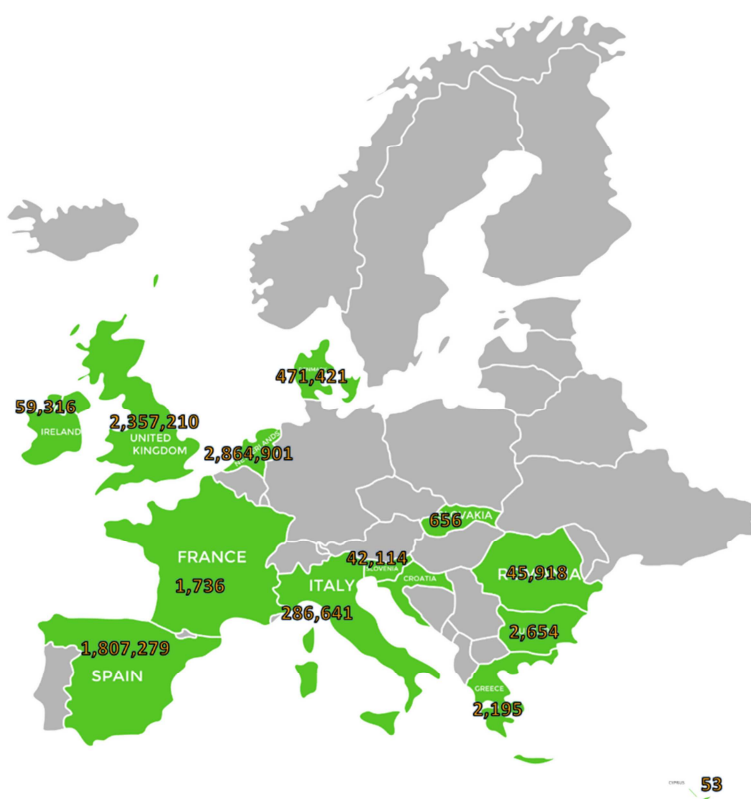 471,421
59,316
IRELAND
2,357,210
UNITED
KINGDOM
2,864,901
656
FRANCE
1,736
42,114
SLOVENIA
CROATIA
ITALY
286,641
45,918
2,654
1,807,279
SPAIN
GREECE
2,195
CYPRUS
53